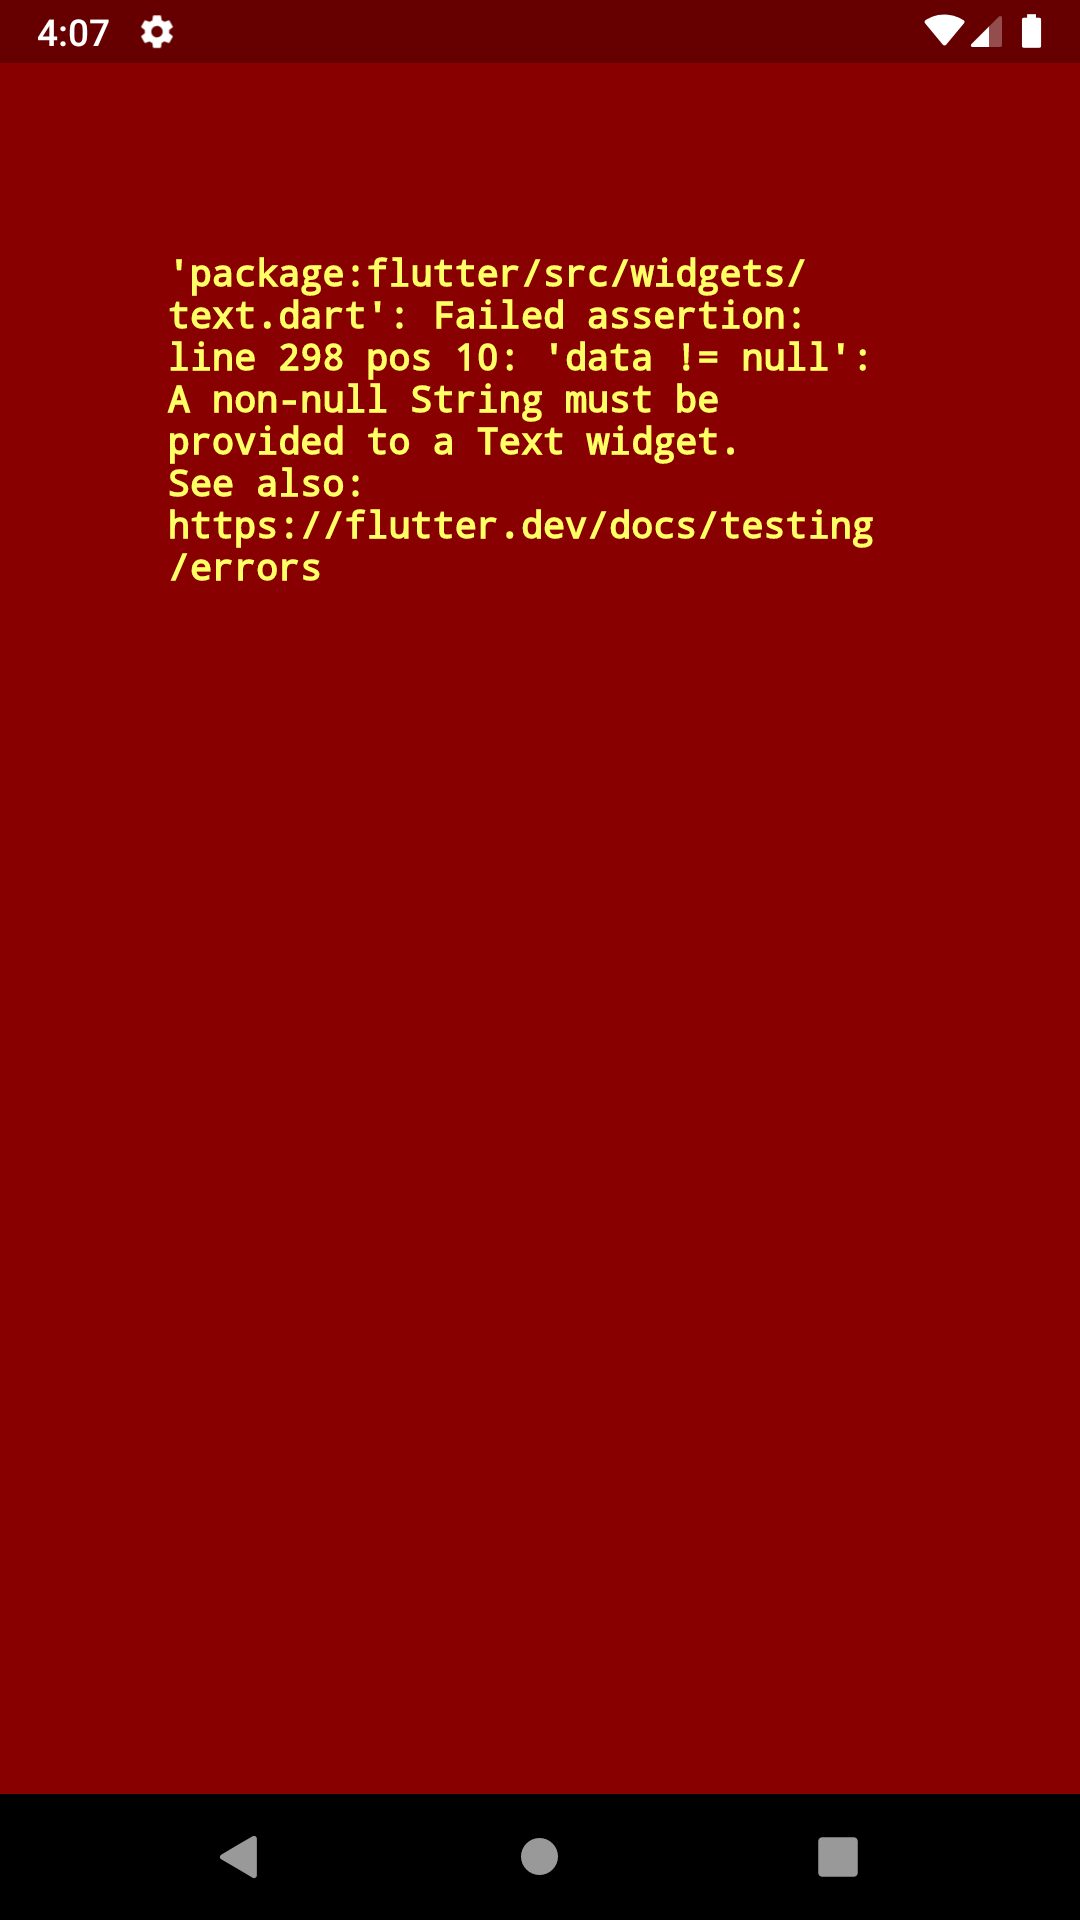 4:07
'package:flutter/src/widgets/
text.dart': Failed assertion:
line 298 pos 10: 'data != null':
A non-null String must be
provided to a Text widget.
See also:
https://flutter.dev/docs/testing
/errors